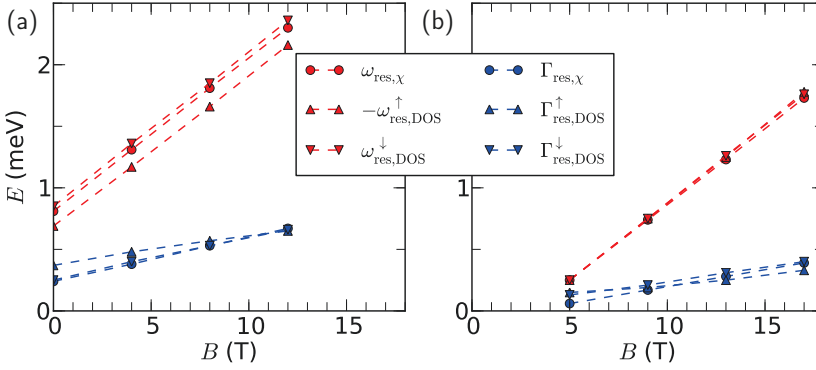 (a)
(b)
E (meV)
2
1
0
0 5 10 15
B (T)
1
0
0 5 10 15
B (T)
ω_res,χ
−ω^↑_res,DOS
ω^↓_res,DOS
Γ_res,χ
Γ^↑_res,DOS
Γ^↓_res,DOS